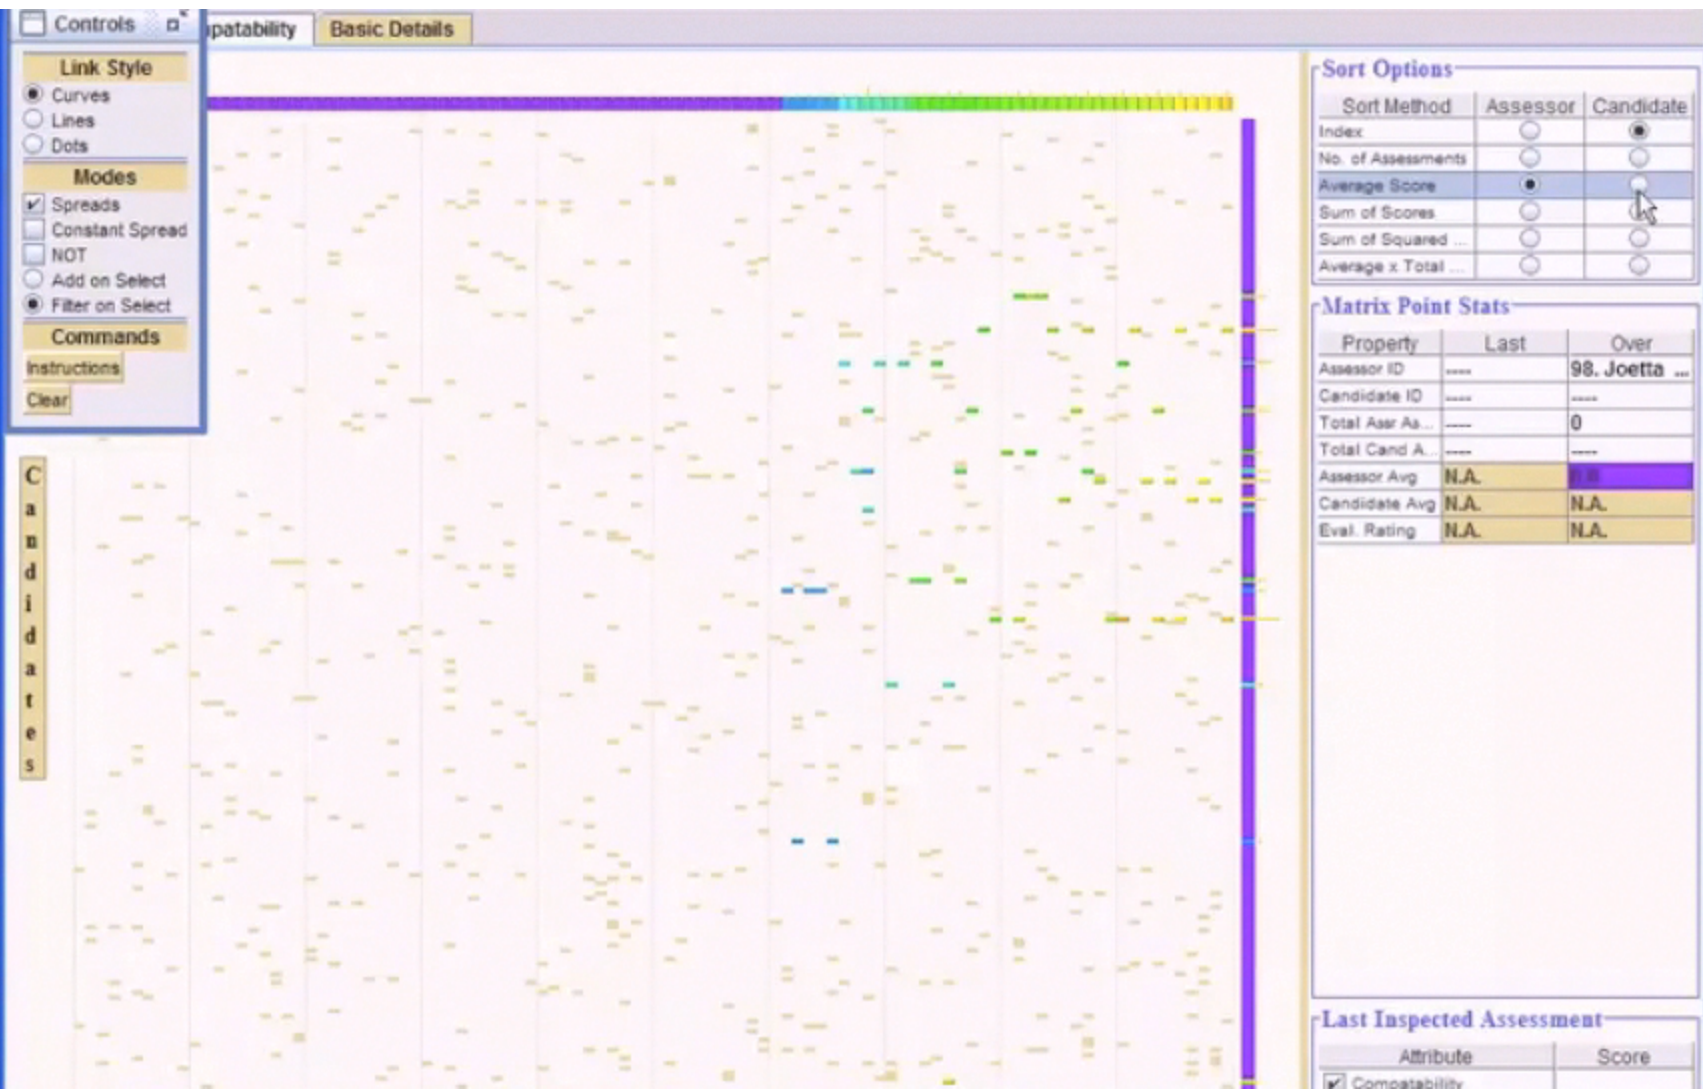 Controls
patability
Basic Details
Link Style
Curves
Lines
Dots
Modes
Spreads
Constant Spread
NOT
Add on Select
Filter on Select
Commands
Instructions
Clear
Candidates
Sort Options
Sort Method Assessor Candidate
Index
No. of Assessments
Average Score
Sum of Scores
Sum of Squared ...
Average x Total ...
Matrix Point Stats
Property Last Over
Assessor ID ---- 98. Joetta ...
Candidate ID ---- ----
Total Assr As... ---- 0
Total Cand A... ---- ----
Assessor Avg N.A.
Candidate Avg N.A. N.A.
Eval. Rating N.A. N.A.
Last Inspected Assessment
Attribute Score
Compatability